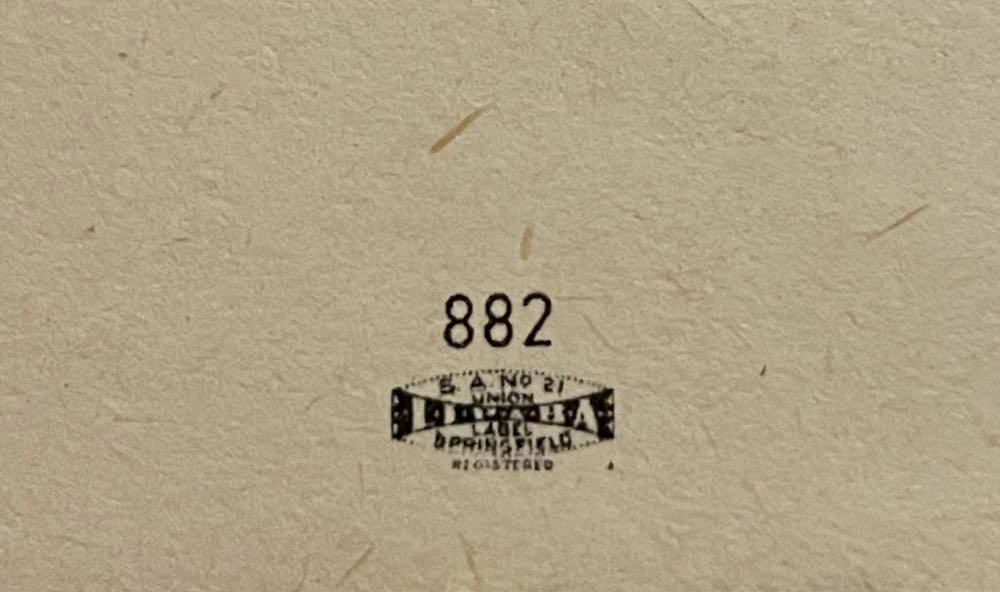 882
S. A. No 21
UNION
LABEL
SPRINGFIELD
REGISTERED